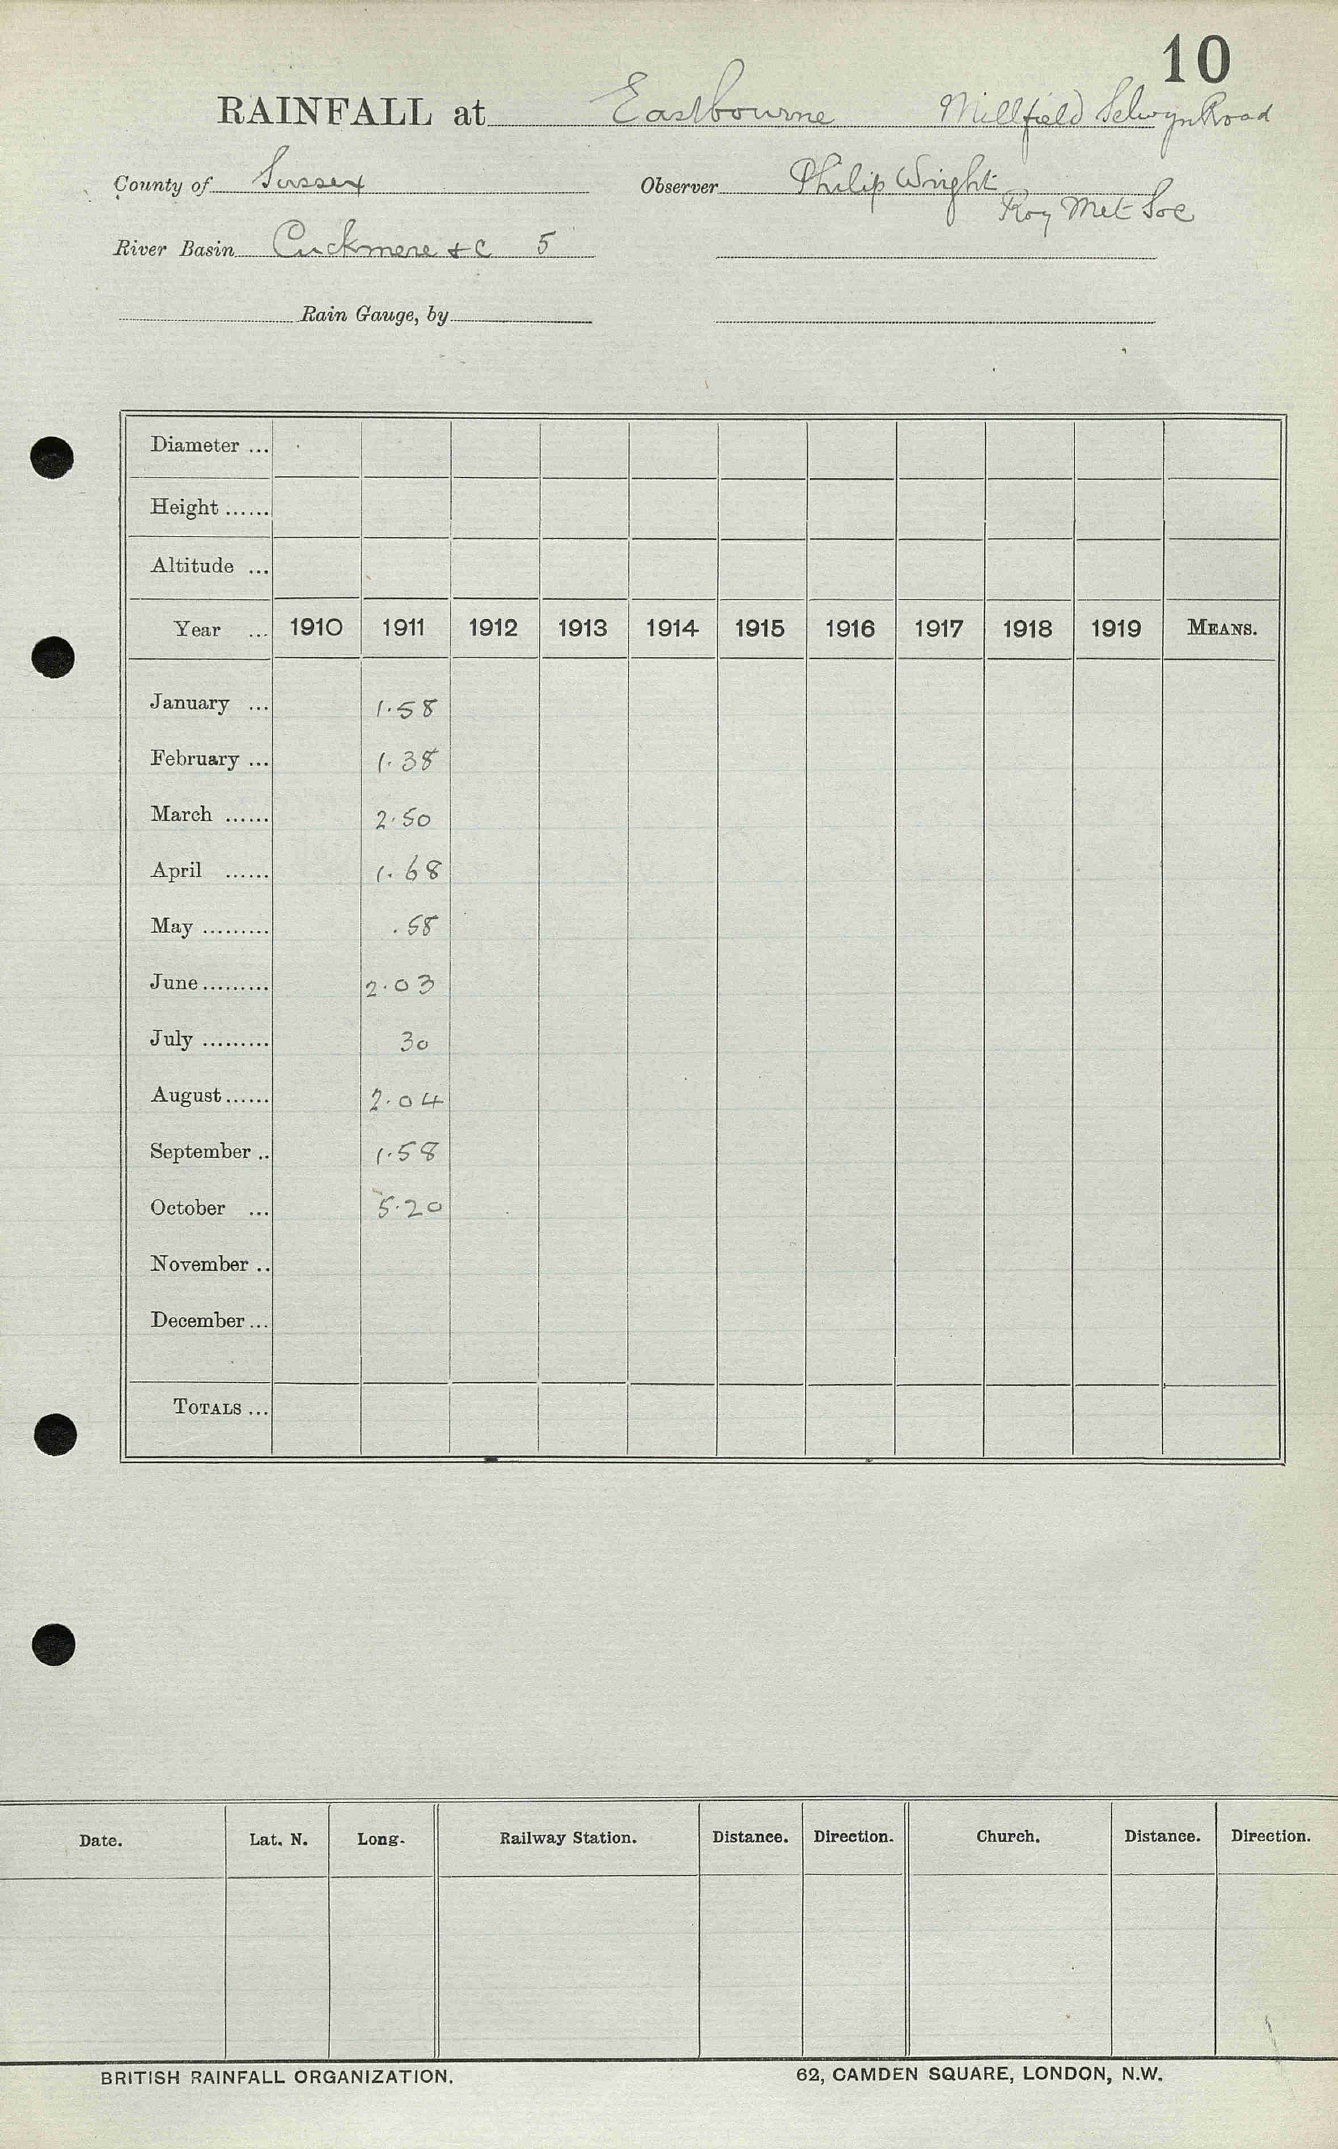 10
RAINFALL at Eastbourne Millfield Selwyn Road
County of Sussex Observer Philip Wright
Roy Met Soc
River Basin Cuckmere &c 5
Rain Gauge, by
Diameter ...
Height ......
Altitude ...
Year ... 1910 1911 1912 1913 1914 1915 1916 1917 1918 1919 MEANS.
January ... 1.58
February ... 1.38
March ...... 2.50
April ...... 1.68
May ......... .58
June ......... 2.03
July ......... 30
August ...... 2.04
September .. 1.58
October ... 5.20
November ..
December ...
TOTALS ...
Date. Lat. N. Long. Railway Station. Distance. Direction. Church. Distance. Direction.
BRITISH RAINFALL ORGANIZATION. 62, CAMDEN SQUARE, LONDON, N.W.